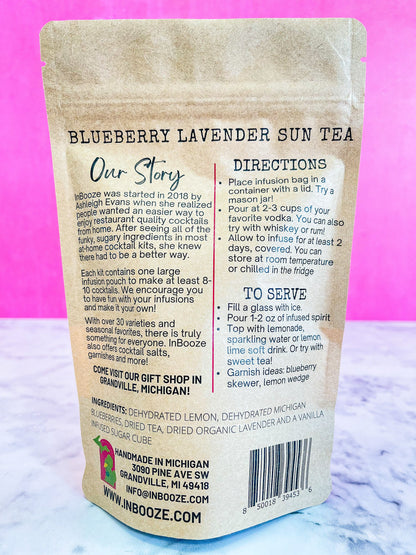 BLUEBERRY LAVENDER SUN TEA
Our Story
InBooze was started in 2018 by
Ashleigh Evans when she realized
people wanted an easier way to
enjoy restaurant quality cocktails
from home. After seeing all of the
funky, sugary ingredients in most
at-home cocktail kits, she knew
there had to be a better way.
Each kit contains one large
infusion pouch to make at least 8-
10 cocktails. We encourage you
to have fun with your infusions
and make it your own!
With over 30 varieties and
seasonal favorites, there is truly
something for everyone. InBooze
also offers cocktail salts,
garnishes and more!
COME VISIT OUR GIFT SHOP IN
GRANDVILLE, MICHIGAN!
DIRECTIONS
• Place infusion bag in a
container with a lid. Try a
mason jar!
• Pour at 2-3 cups of your
favorite vodka. You can also
try with whiskey or rum!
• Allow to infuse for at least 2
days, covered. You can
store at room temperature
or chilled in the fridge
TO SERVE
• Fill a glass with ice.
• Pour 1-2 oz of infused spirit
• Top with lemonade,
sparkling water or lemon
lime soft drink. Or try with
sweet tea!
• Garnish ideas: blueberry
skewer, lemon wedge
INGREDIENTS: DEHYDRATED LEMON, DEHYDRATED MICHIGAN
BLUEBERRIES, DRIED TEA, DRIED ORGANIC LAVENDER AND A VANILLA
INFUSED SUGAR CUBE
HANDMADE IN MICHIGAN
3090 PINE AVE SW
GRANDVILLE, MI 49418
INFO@INBOOZE.COM
WWW.INBOOZE.COM
8 50018 39453 6